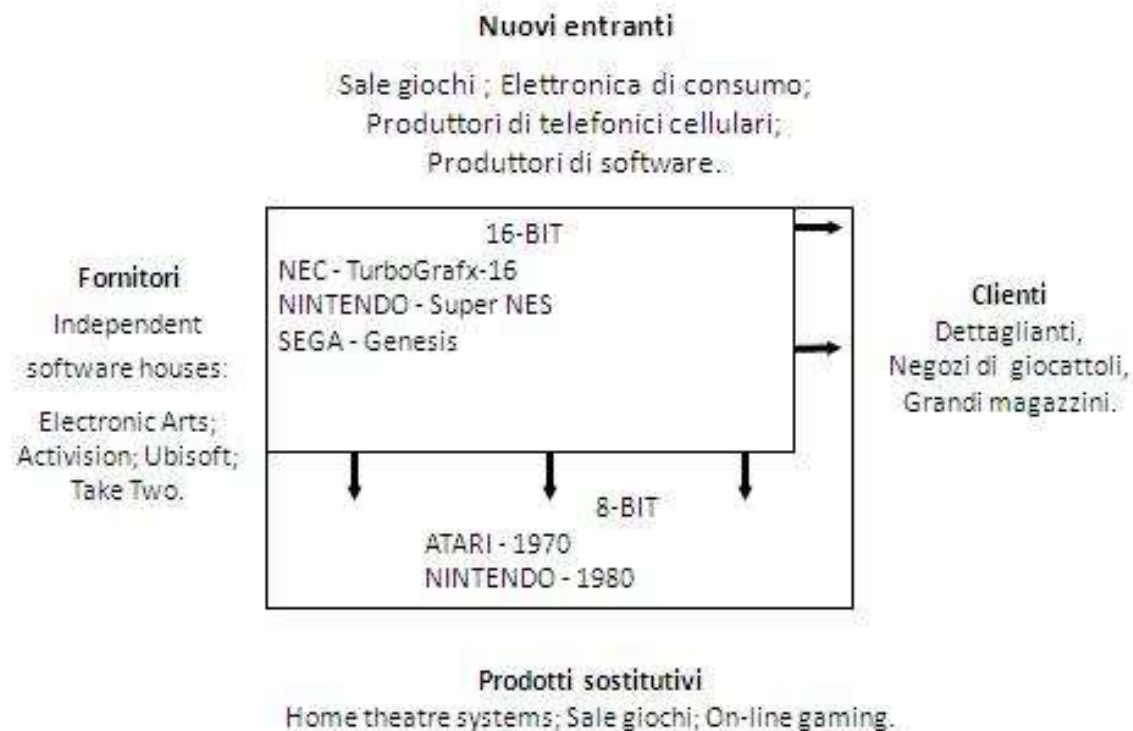 Nuovi entranti
Sale giochi ; Elettronica di consumo;
Produttori di telefonici cellulari;
Produttori di software.
16-BIT
NEC - TurboGrafx-16
NINTENDO - Super NES
SEGA - Genesis
Fornitori
Independent
software houses:
Electronic Arts;
Activision; Ubisoft;
Take Two.
Clienti
Dettaglianti,
Negozi di giocattoli,
Grandi magazzini.
8-BIT
ATARI - 1970
NINTENDO - 1980
Prodotti sostitutivi
Home theatre systems; Sale giochi; On-line gaming.